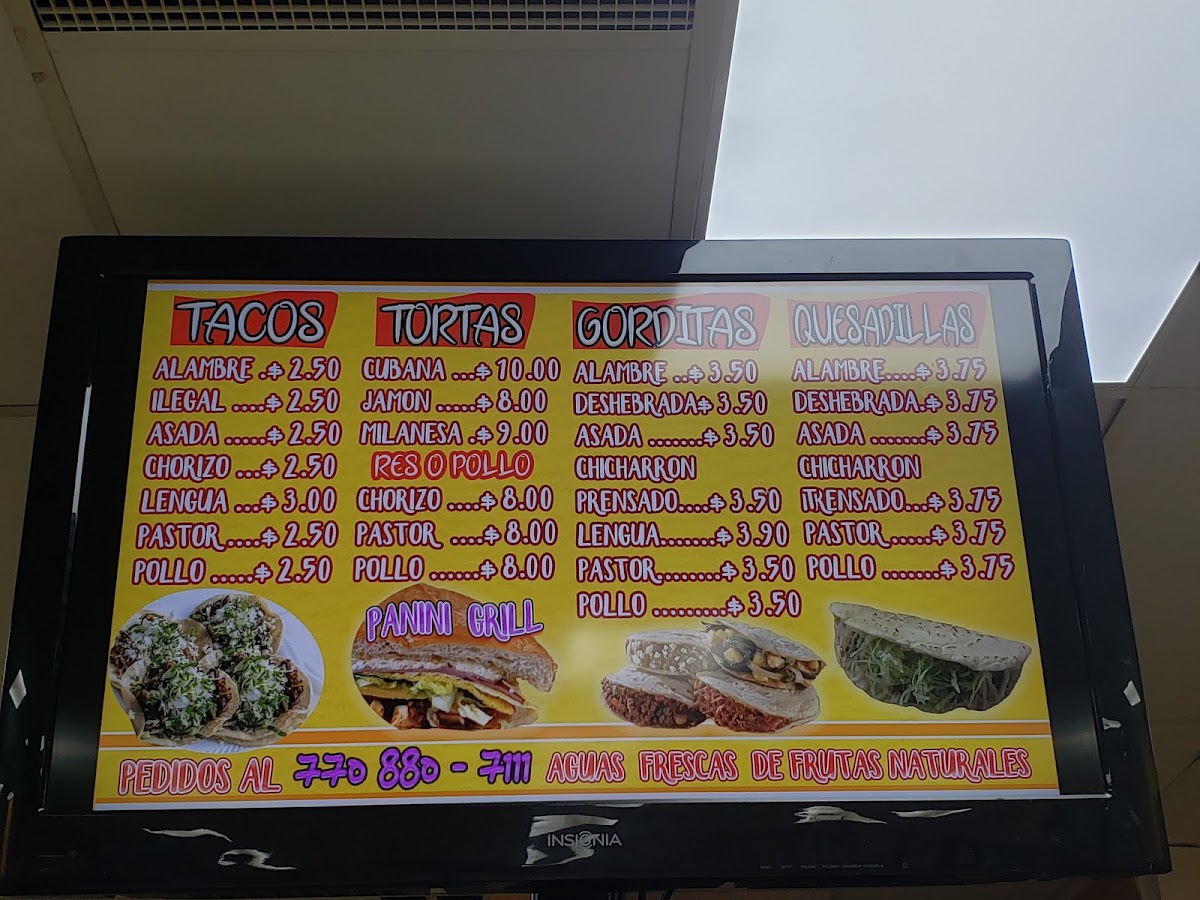 TACOS
ALAMBRE .$ 2.50
ILEGAL ....$ 2.50
ASADA .....$ 2.50
CHORIZO ...$ 2.50
LENGUA ...$ 3.00
PASTOR....$ 2.50
POLLO .....$ 2.50
TORTAS
CUBANA ...$ 10.00
JAMON .....$ 8.00
MILANESA .$ 9.00
RES O POLLO
CHORIZO ....$ 8.00
PASTOR ....$ 8.00
POLLO ......$ 8.00
PANINI GRILL
GORDITAS
ALAMBRE ..$ 3.50
DESHEBRADA$ 3.50
ASADA .......$ 3.50
CHICHARRON
PRENSADO....$ 3.50
LENGUA.......$ 3.90
PASTOR........$ 3.50
POLLO ..........$ 3.50
QUESADILLAS
ALAMBRE....$ 3.75
DESHEBRADA.$ 3.75
ASADA .......$ 3.75
CHICHARRON
TRENSADO...$ 3.75
PASTOR.....$ 3.75
POLLO .......$ 3.75
PEDIDOS AL 770 880 - 7111 AGUAS FRESCAS DE FRUTAS NATURALES
INSIGNIA